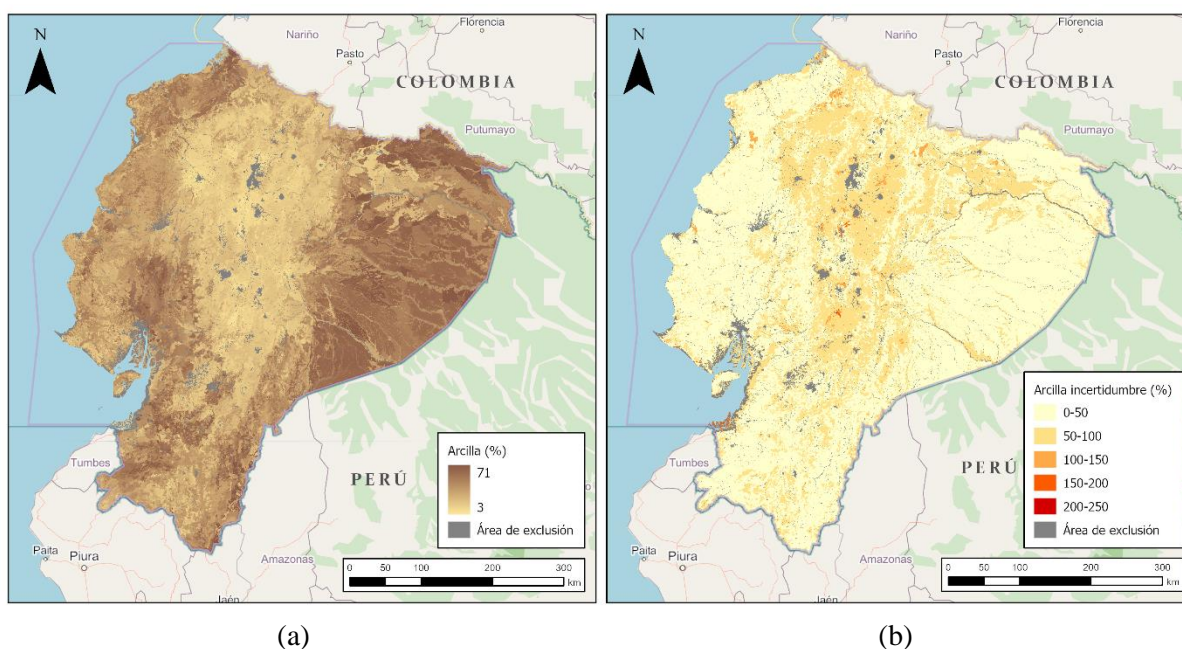 N
Nariño
Florencia
Pasto
COLOMBIA
Putumayo
Tumbes
PERÚ
Paita
Piura
Amazonas
Jaén
Arcilla (%)
71
3
Área de exclusión
0 50 100 200 300
km
(a)
N
Nariño
Florencia
Pasto
COLOMBIA
Putumayo
Tumbes
PERÚ
Paita
Piura
Amazonas
Jaén
Arcilla incertidumbre (%)
0-50
50-100
100-150
150-200
200-250
Área de exclusión
0 50 100 200 300
km
(b)